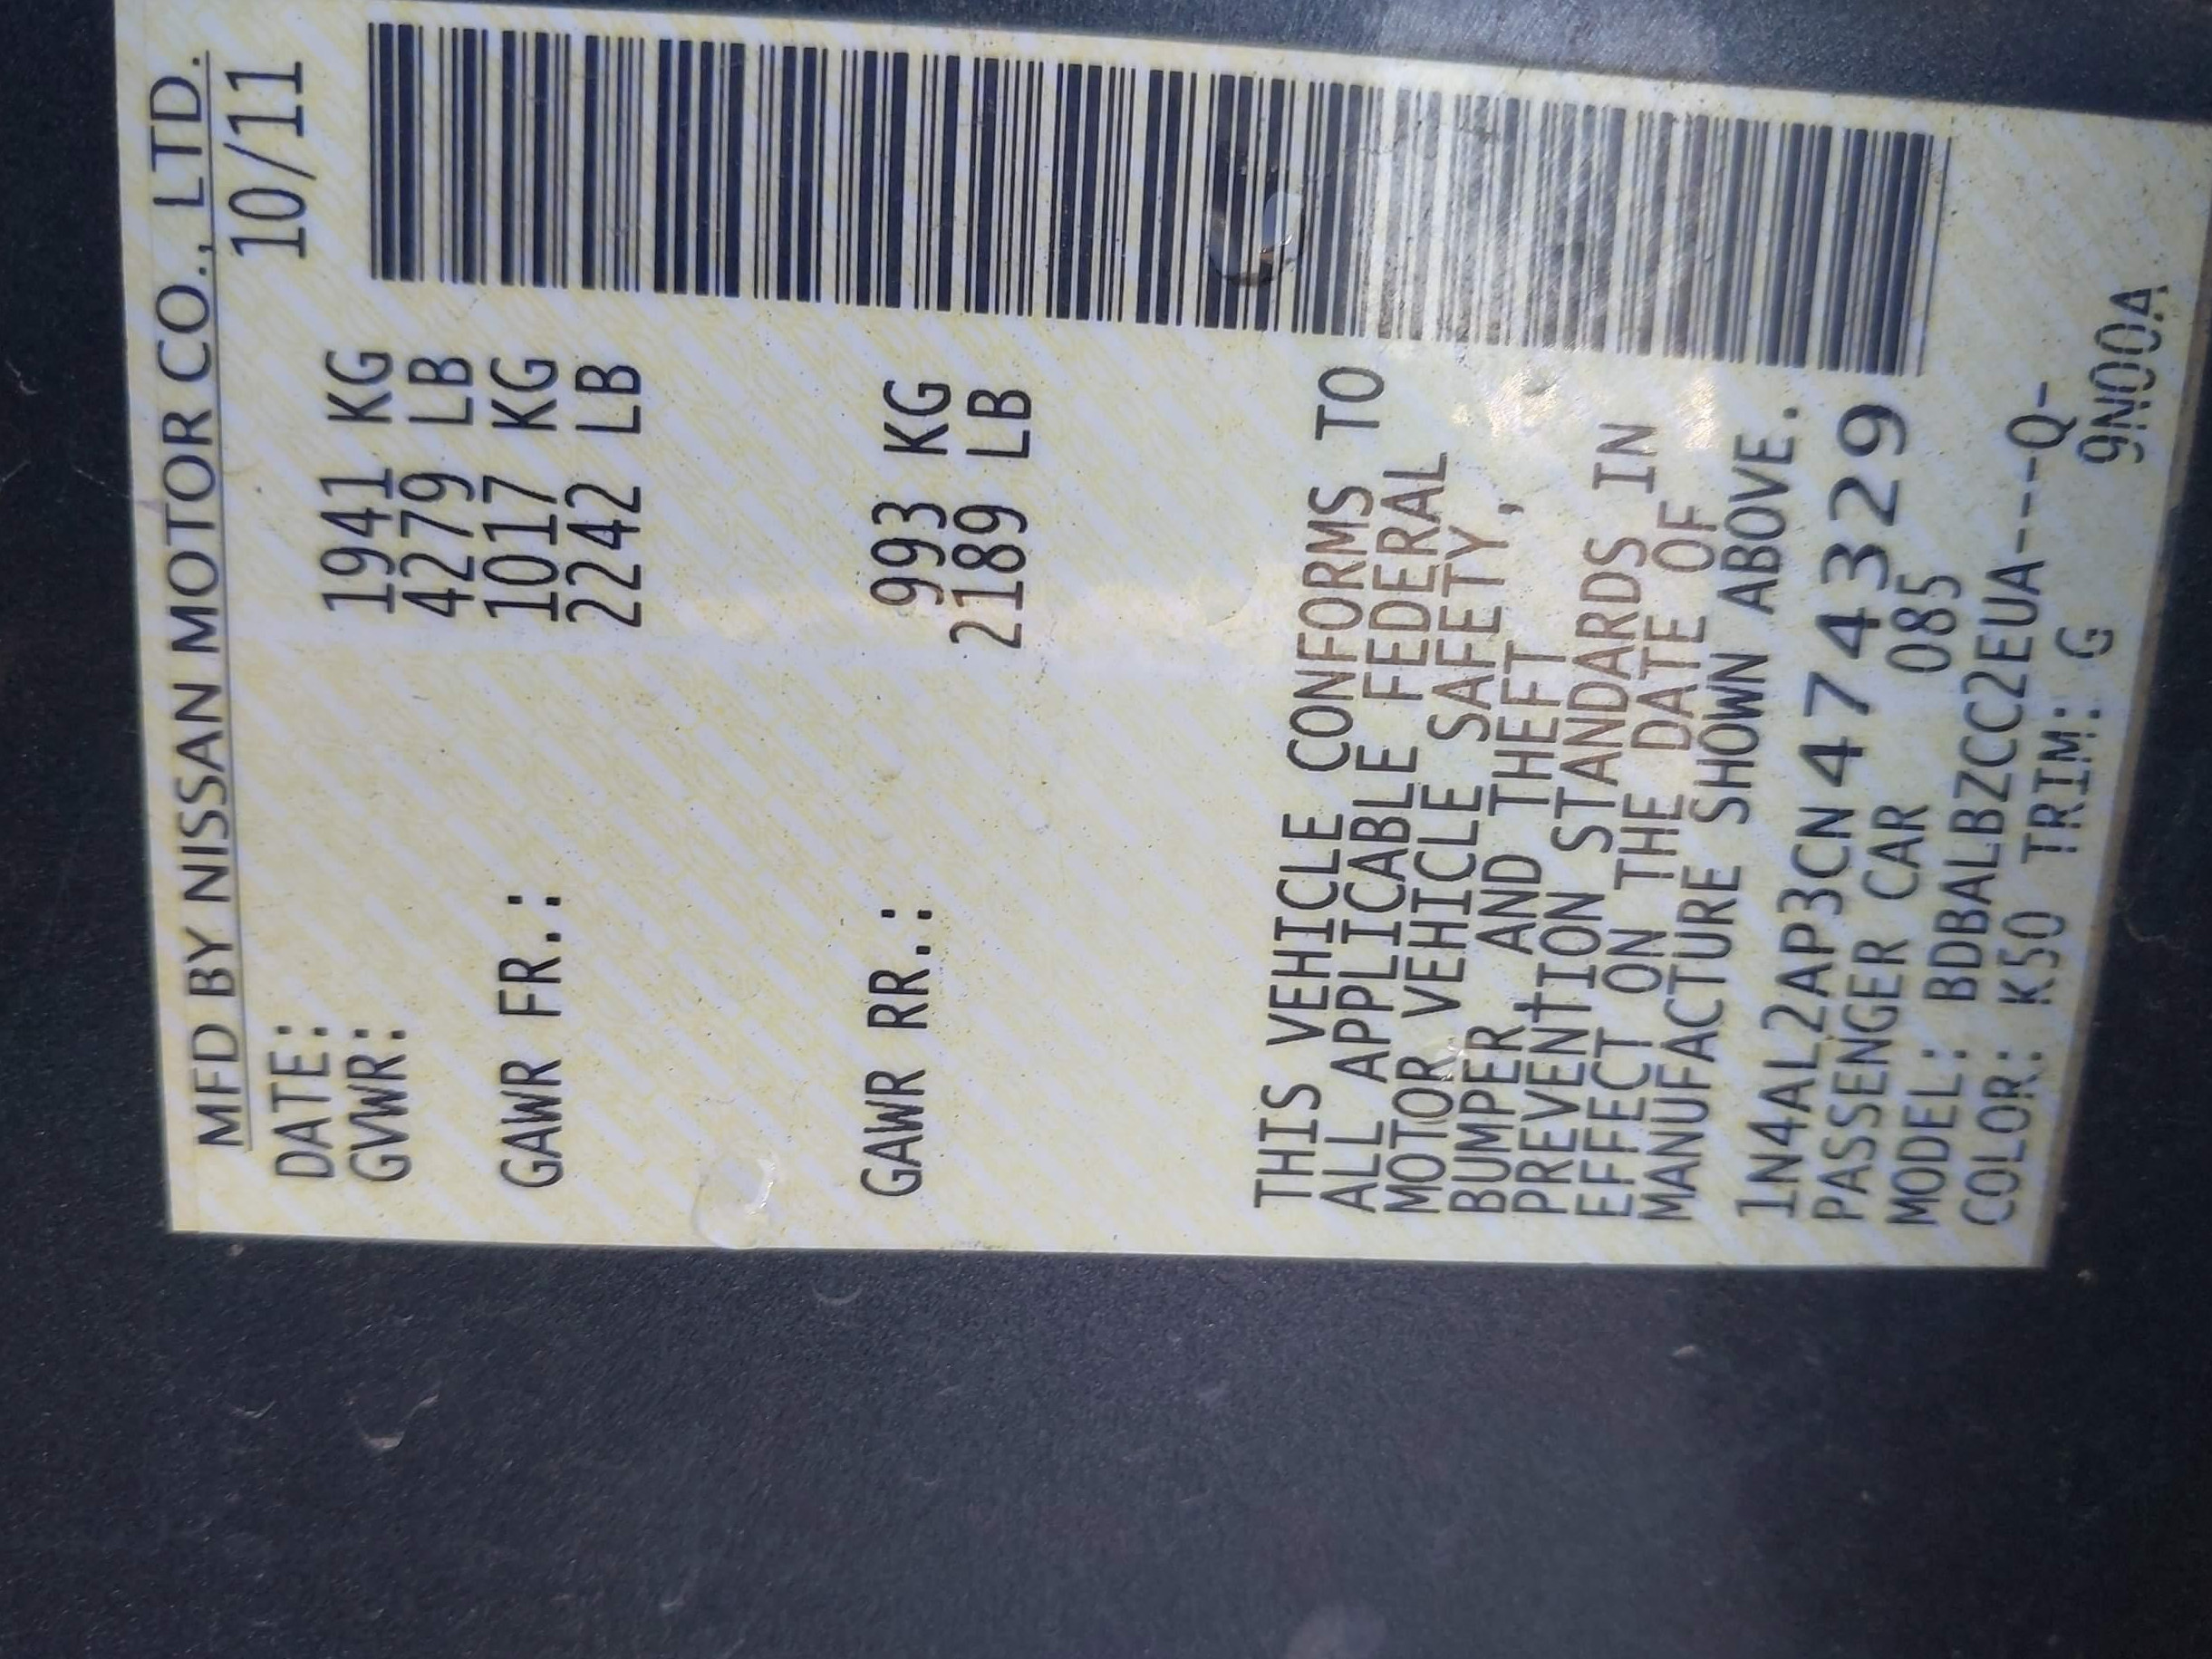 MFD BY NISSAN MOTOR CO., LTD.
DATE: 10/11
GVWR: 1941 KG
4279 LB
GAWR FR.: 1017 KG
2242 LB
GAWR RR.: 993 KG
2189 LB
THIS VEHICLE CONFORMS TO
ALL APPLICABLE FEDERAL
MOTOR VEHICLE SAFETY,
BUMPER AND THEFT
PREVENTION STANDARDS IN
EFFECT ON THE DATE OF
MANUFACTURE SHOWN ABOVE.
1N4AL2AP3CN474329
PASSENGER CAR 085
MODEL: BDBALBZCC2EUA----Q-
COLOR: K50 TRIM: G 9N00A